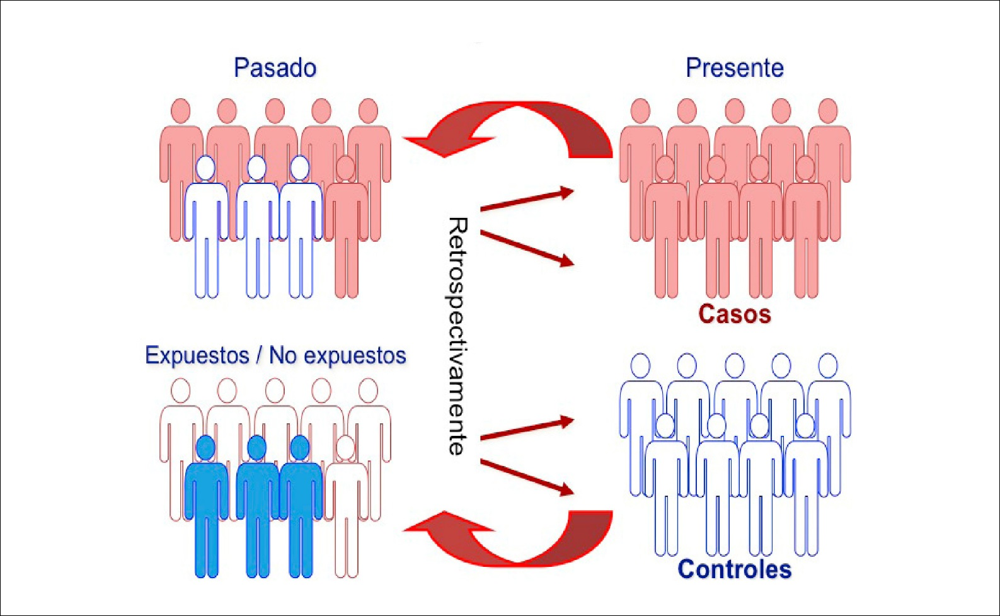 Pasado
Presente
Retrospectivamente
Casos
Expuestos / No expuestos
Controles